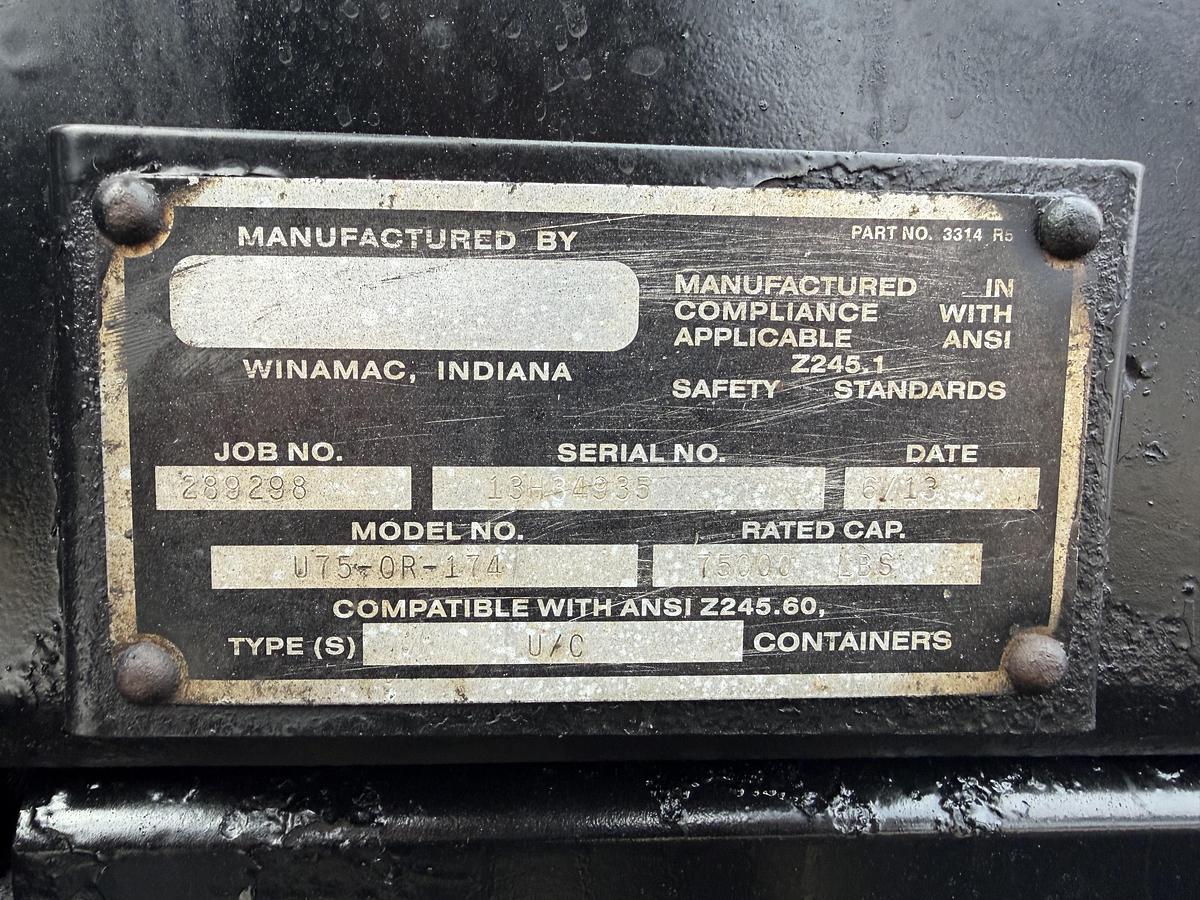 MANUFACTURED BY
PART NO. 3314 R5
MANUFACTURED IN
COMPLIANCE WITH
APPLICABLE ANSI
Z245.1
SAFETY STANDARDS
WINAMAC, INDIANA
JOB NO. SERIAL NO. DATE
289298 13H34935 6/13
MODEL NO. RATED CAP.
U75-OR-174 75000 LBS
COMPATIBLE WITH ANSI Z245.60,
TYPE (S) U/C CONTAINERS